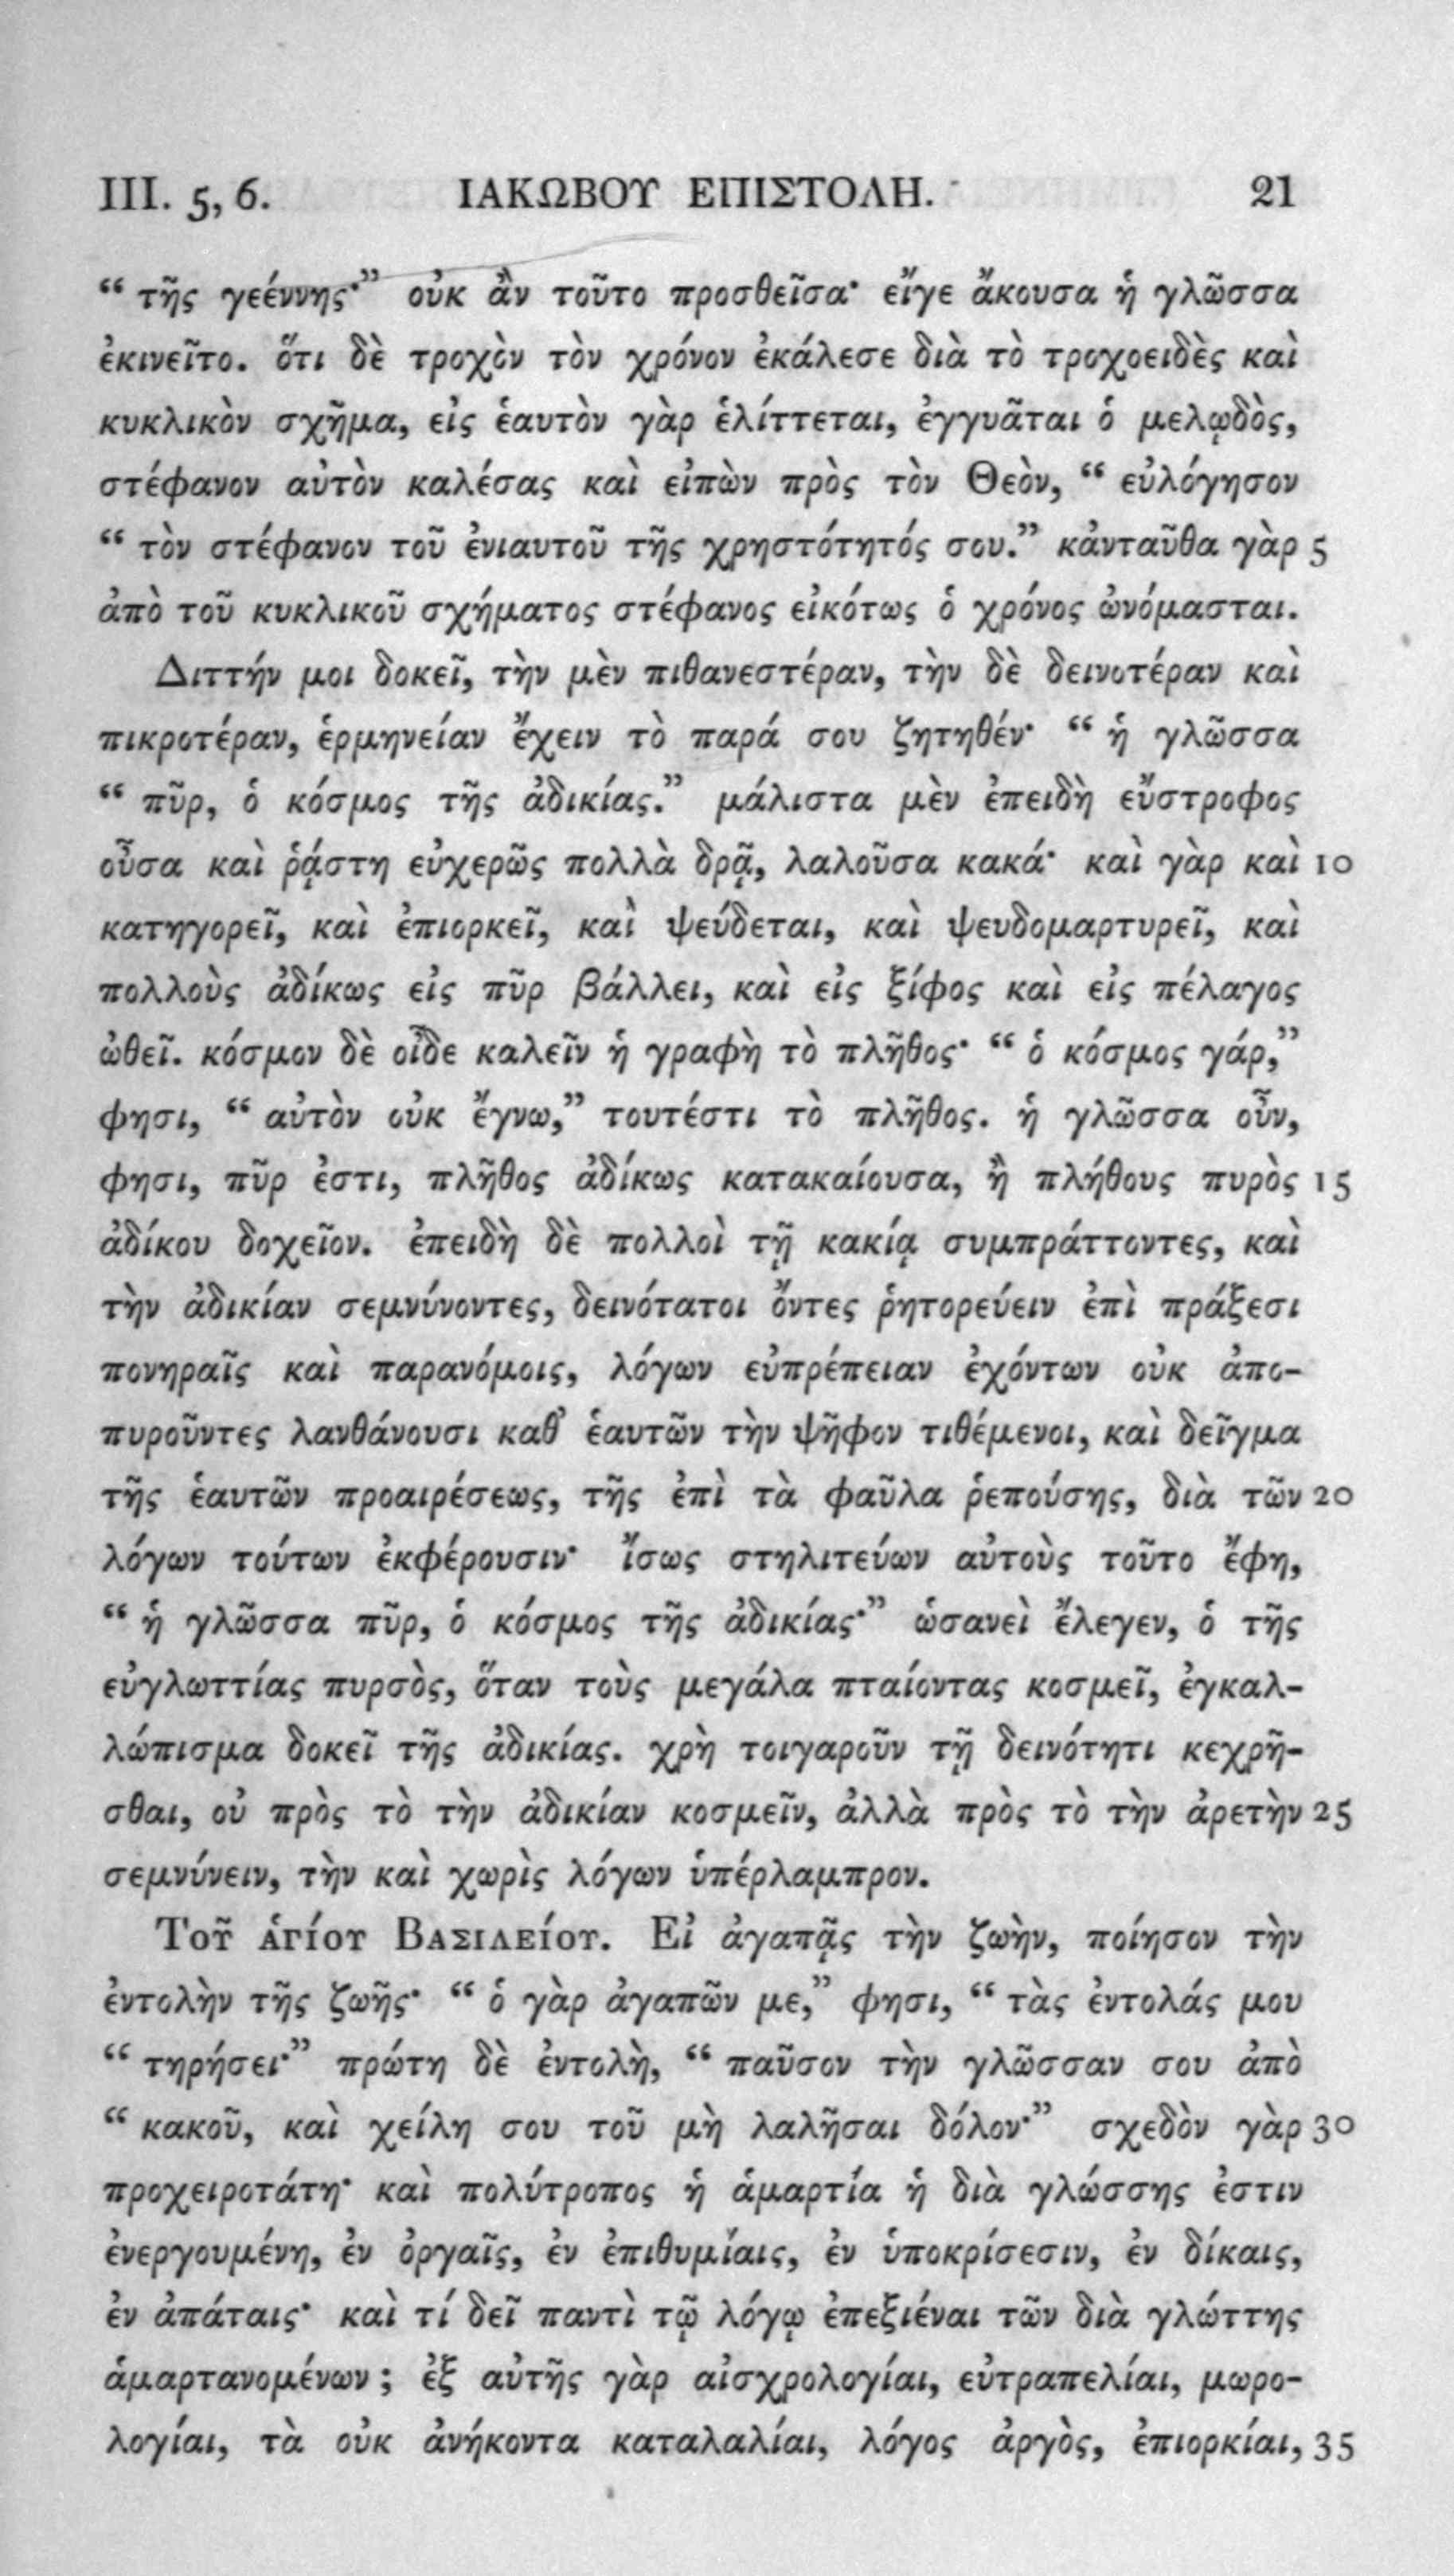 III. 5, 6. ΙΑΚΩΒΟΥ ΕΠΙΣΤΟΛΗ. 21
“ τῆς γεέννης·” οὐκ ἂν τοῦτο προσθεῖσα· εἴγε ἄκουσα ἡ γλῶσσα
ἐκινεῖτο. ὅτι δὲ τροχὸν τὸν χρόνον ἐκάλεσε διὰ τὸ τροχοειδὲς καὶ
κυκλικὸν σχῆμα, εἰς ἑαυτὸν γὰρ ἑλίττεται, ἐγγυᾶται ὁ μελῳδὸς,
στέφανον αὐτὸν καλέσας καὶ εἰπὼν πρὸς τὸν Θεὸν, “ εὐλόγησον
“ τὸν στέφανον τοῦ ἐνιαυτοῦ τῆς χρηστότητός σου.” κἀνταῦθα γὰρ 5
ἀπὸ τοῦ κυκλικοῦ σχήματος στέφανος εἰκότως ὁ χρόνος ὠνόμασται.
Διττήν μοι δοκεῖ, τὴν μὲν πιθανεστέραν, τὴν δὲ δεινοτέραν καὶ
πικροτέραν, ἑρμηνείαν ἔχειν τὸ παρά σου ζητηθέν· “ ἡ γλῶσσα
“ πῦρ, ὁ κόσμος τῆς ἀδικίας.” μάλιστα μὲν ἐπειδὴ εὔστροφος
οὖσα καὶ ῥᾴστη εὐχερῶς πολλὰ δρᾷ, λαλοῦσα κακά· καὶ γὰρ καὶ 10
κατηγορεῖ, καὶ ἐπιορκεῖ, καὶ ψεύδεται, καὶ ψευδομαρτυρεῖ, καὶ
πολλοὺς ἀδίκως εἰς πῦρ βάλλει, καὶ εἰς ξίφος καὶ εἰς πέλαγος
ὠθεῖ. κόσμον δὲ οἶδε καλεῖν ἡ γραφὴ τὸ πλῆθος· “ ὁ κόσμος γάρ,”
φησι, “ αὐτὸν οὐκ ἔγνω,” τουτέστι τὸ πλῆθος. ἡ γλῶσσα οὖν,
φησι, πῦρ ἐστι, πλῆθος ἀδίκως κατακαίουσα, ἢ πλήθους πυρὸς 15
ἀδίκου δοχεῖον. ἐπειδὴ δὲ πολλοὶ τῇ κακίᾳ συμπράττοντες, καὶ
τὴν ἀδικίαν σεμνύνοντες, δεινότατοι ὄντες ῥητορεύειν ἐπὶ πράξεσι
πονηραῖς καὶ παρανόμοις, λόγων εὐπρέπειαν ἐχόντων οὐκ ἀπο-
πυροῦντες λανθάνουσι καθ’ ἑαυτῶν τὴν ψῆφον τιθέμενοι, καὶ δεῖγμα
τῆς ἑαυτῶν προαιρέσεως, τῆς ἐπὶ τὰ φαῦλα ῥεπούσης, διὰ τῶν 20
λόγων τούτων ἐκφέρουσιν· ἴσως στηλιτεύων αὐτοὺς τοῦτο ἔφη,
“ ἡ γλῶσσα πῦρ, ὁ κόσμος τῆς ἀδικίας·” ὡσανεὶ ἔλεγεν, ὁ τῆς
εὐγλωττίας πυρσὸς, ὅταν τοὺς μεγάλα πταίοντας κοσμεῖ, ἐγκαλ-
λώπισμα δοκεῖ τῆς ἀδικίας. χρὴ τοιγαροῦν τῇ δεινότητι κεχρῆ-
σθαι, οὐ πρὸς τὸ τὴν ἀδικίαν κοσμεῖν, ἀλλὰ πρὸς τὸ τὴν ἀρετὴν 25
σεμνύνειν, τὴν καὶ χωρὶς λόγων ὑπέρλαμπρον.
Τοῦ ἁγίου Βασιλείου. Εἰ ἀγαπᾷς τὴν ζωὴν, ποίησον τὴν
ἐντολὴν τῆς ζωῆς· “ ὁ γὰρ ἀγαπῶν με,” φησι, “ τὰς ἐντολάς μου
“ τηρήσει·” πρώτη δὲ ἐντολὴ, “ παῦσον τὴν γλῶσσαν σου ἀπὸ
“ κακοῦ, καὶ χείλη σου τοῦ μὴ λαλῆσαι δόλον·” σχεδὸν γὰρ 30
προχειροτάτη· καὶ πολύτροπος ἡ ἁμαρτία ἡ διὰ γλώσσης ἐστιν
ἐνεργουμένη, ἐν ὀργαῖς, ἐν ἐπιθυμίαις, ἐν ὑποκρίσεσιν, ἐν δίκαις,
ἐν ἀπάταις· καὶ τί δεῖ παντὶ τῷ λόγῳ ἐπεξιέναι τῶν διὰ γλώττης
ἁμαρτανομένων ; ἐξ αὐτῆς γὰρ αἰσχρολογίαι, εὐτραπελίαι, μωρο-
λογίαι, τὰ οὐκ ἀνήκοντα καταλαλίαι, λόγος ἀργὸς, ἐπιορκίαι, 35